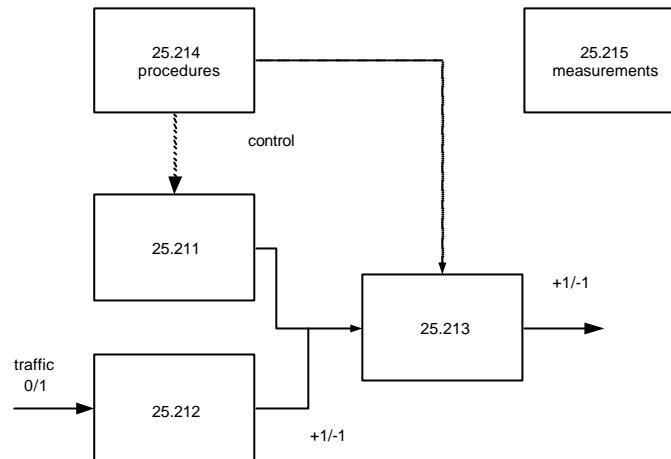 25.214
procedures
25.215
measurements
control
25.211
25.213
+1/-1
traffic
0/1
25.212
+1/-1